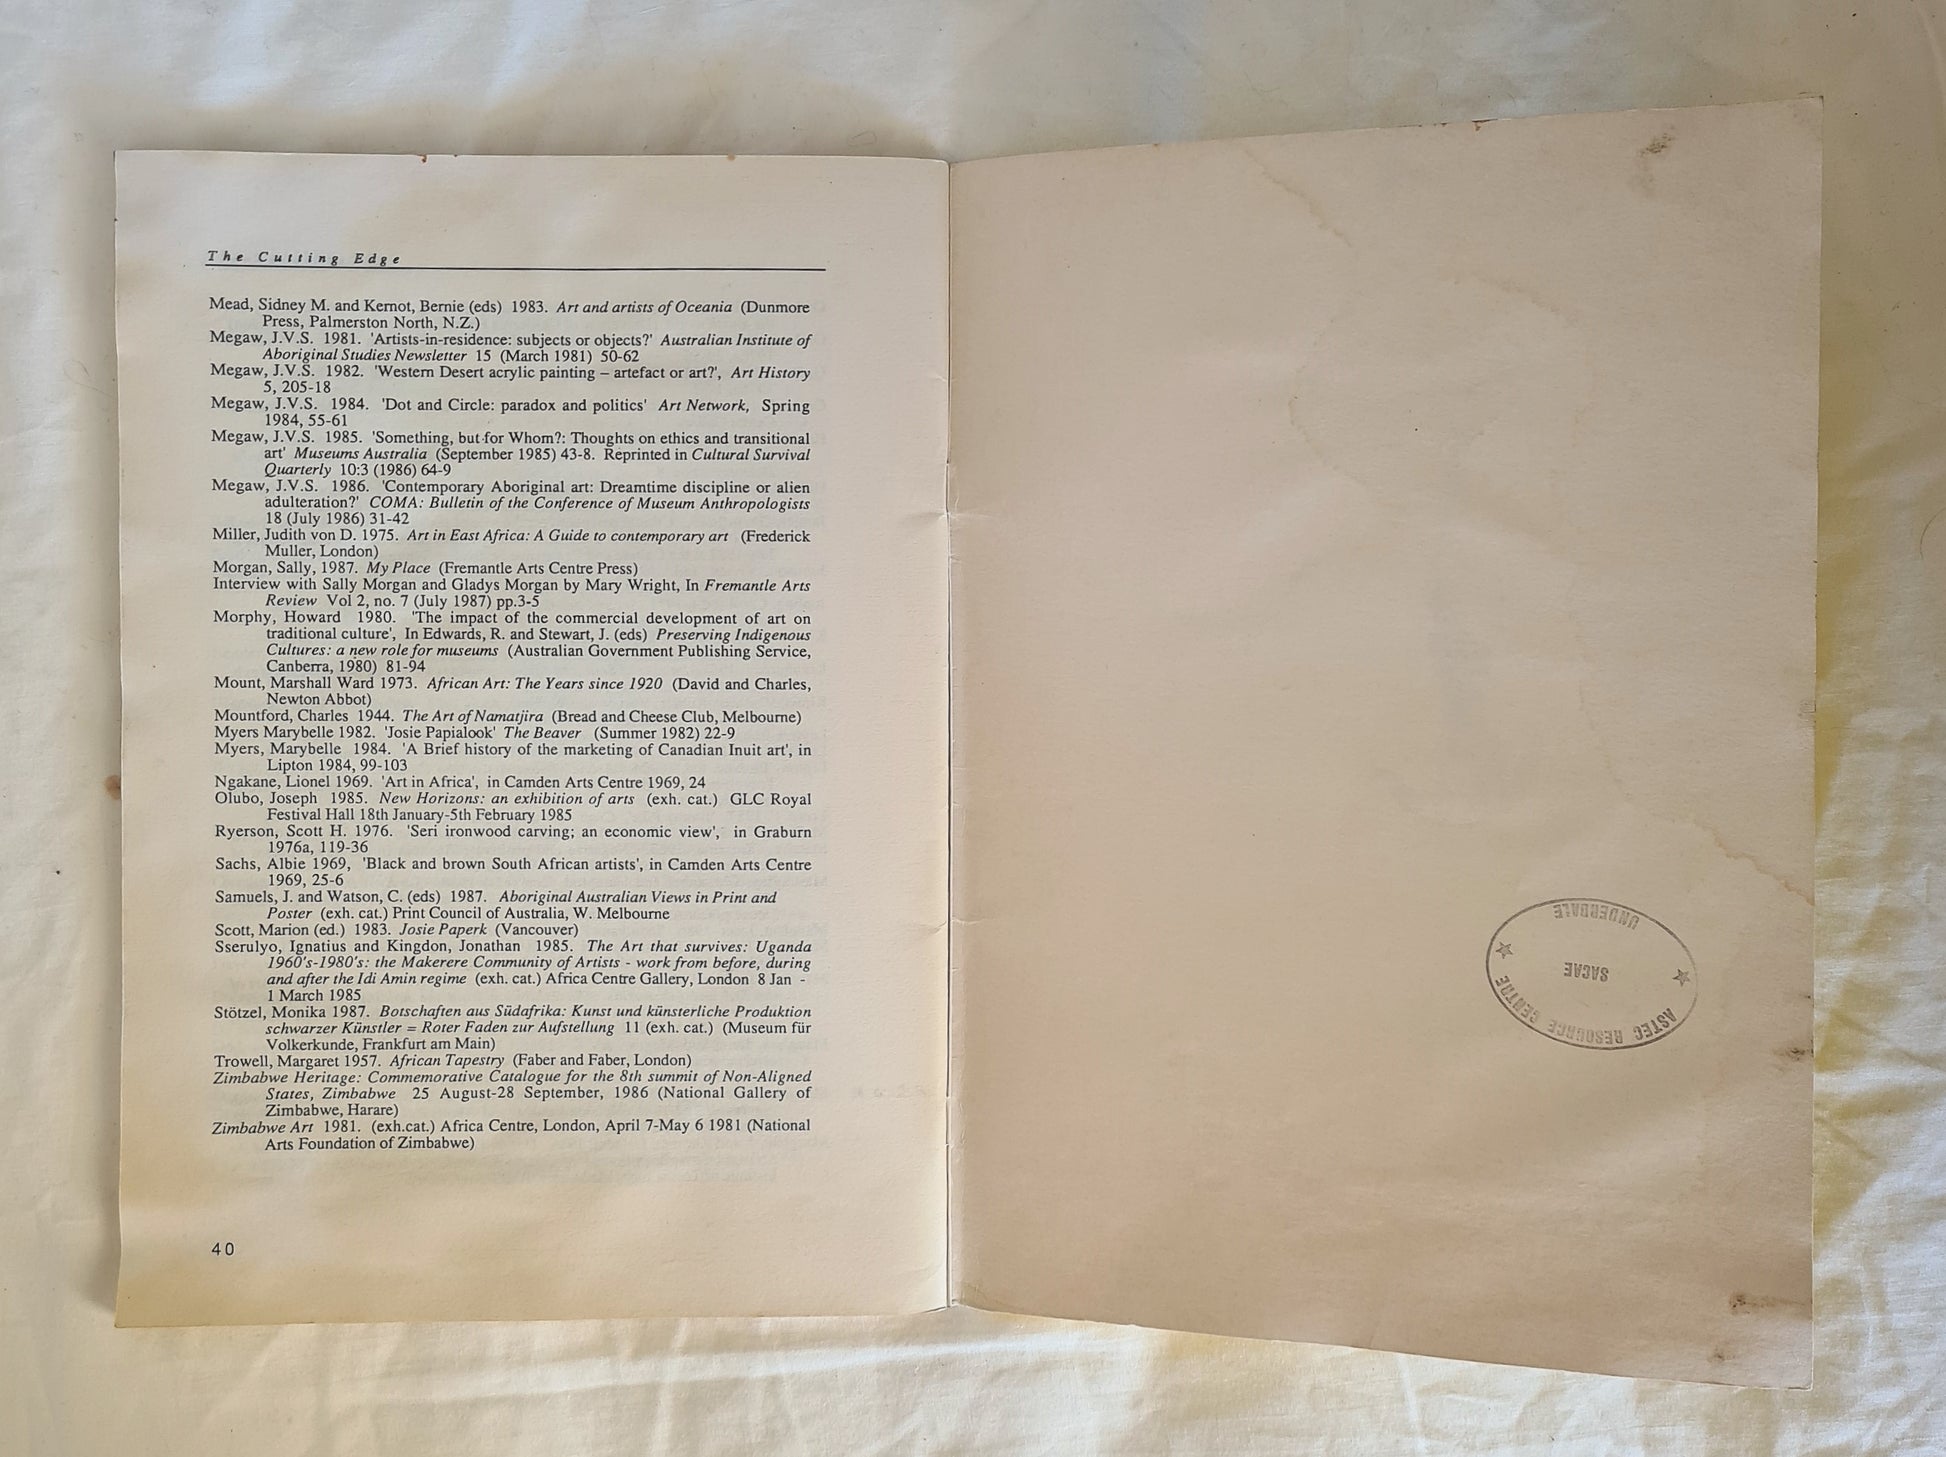 The Cutting Edge
Mead, Sidney M. and Kernot, Bernie (eds) 1983. Art and artists of Oceania (Dunmore
Press, Palmerston North, N.Z.)
Megaw, J.V.S. 1981. 'Artists-in-residence: subjects or objects?' Australian Institute of
Aboriginal Studies Newsletter 15 (March 1981) 50-62
Megaw, J.V.S. 1982. 'Western Desert acrylic painting – artefact or art?', Art History
5, 205-18
Megaw, J.V.S. 1984. 'Dot and Circle: paradox and politics' Art Network, Spring
1984, 55-61
Megaw, J.V.S. 1985. 'Something, but for Whom?: Thoughts on ethics and transitional
art' Museums Australia (September 1985) 43-8. Reprinted in Cultural Survival
Quarterly 10:3 (1986) 64-9
Megaw, J.V.S. 1986. 'Contemporary Aboriginal art: Dreamtime discipline or alien
adulteration?' COMA: Bulletin of the Conference of Museum Anthropologists
18 (July 1986) 31-42
Miller, Judith von D. 1975. Art in East Africa: A Guide to contemporary art (Frederick
Muller, London)
Morgan, Sally, 1987. My Place (Fremantle Arts Centre Press)
Interview with Sally Morgan and Gladys Morgan by Mary Wright, In Fremantle Arts
Review Vol 2, no. 7 (July 1987) pp.3-5
Morphy, Howard 1980. 'The impact of the commercial development of art on
traditional culture', In Edwards, R. and Stewart, J. (eds) Preserving Indigenous
Cultures: a new role for museums (Australian Government Publishing Service,
Canberra, 1980) 81-94
Mount, Marshall Ward 1973. African Art: The Years since 1920 (David and Charles,
Newton Abbot)
Mountford, Charles 1944. The Art of Namatjira (Bread and Cheese Club, Melbourne)
Myers Marybelle 1982. 'Josie Papialook' The Beaver (Summer 1982) 22-9
Myers, Marybelle 1984. 'A Brief history of the marketing of Canadian Inuit art', in
Lipton 1984, 99-103
Ngakane, Lionel 1969. 'Art in Africa', in Camden Arts Centre 1969, 24
Olubo, Joseph 1985. New Horizons: an exhibition of arts (exh. cat.) GLC Royal
Festival Hall 18th January-5th February 1985
Ryerson, Scott H. 1976. 'Seri ironwood carving; an economic view', in Graburn
1976a, 119-36
Sachs, Albie 1969, 'Black and brown South African artists', in Camden Arts Centre
1969, 25-6
Samuels, J. and Watson, C. (eds) 1987. Aboriginal Australian Views in Print and
Poster (exh. cat.) Print Council of Australia, W. Melbourne
Scott, Marion (ed.) 1983. Josie Paperk (Vancouver)
Sserulyo, Ignatius and Kingdon, Jonathan 1985. The Art that survives: Uganda
1960's-1980's: the Makerere Community of Artists - work from before, during
and after the Idi Amin regime (exh. cat.) Africa Centre Gallery, London 8 Jan -
1 March 1985
Stötzel, Monika 1987. Botschaften aus Südafrika: Kunst und künsterliche Produktion
schwarzer Künstler = Roter Faden zur Aufstellung 11 (exh. cat.) (Museum für
Volkerkunde, Frankfurt am Main)
Trowell, Margaret 1957. African Tapestry (Faber and Faber, London)
Zimbabwe Heritage: Commemorative Catalogue for the 8th summit of Non-Aligned
States, Zimbabwe 25 August-28 September, 1986 (National Gallery of
Zimbabwe, Harare)
Zimbabwe Art 1981. (exh.cat.) Africa Centre, London, April 7-May 6 1981 (National
Arts Foundation of Zimbabwe)
40
ASTEC RESOURCE CENTRE
SACAE
UNDERDALE